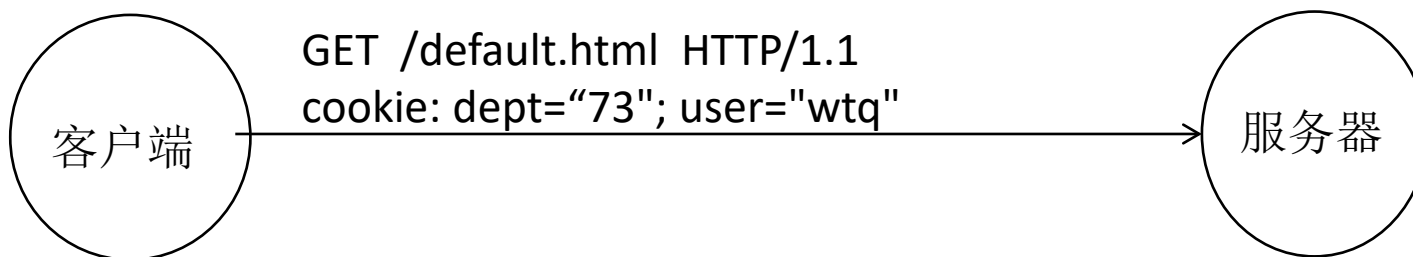 GET /default.html HTTP/1.1
cookie: dept=“73"; user="wtq"
客户端
服务器